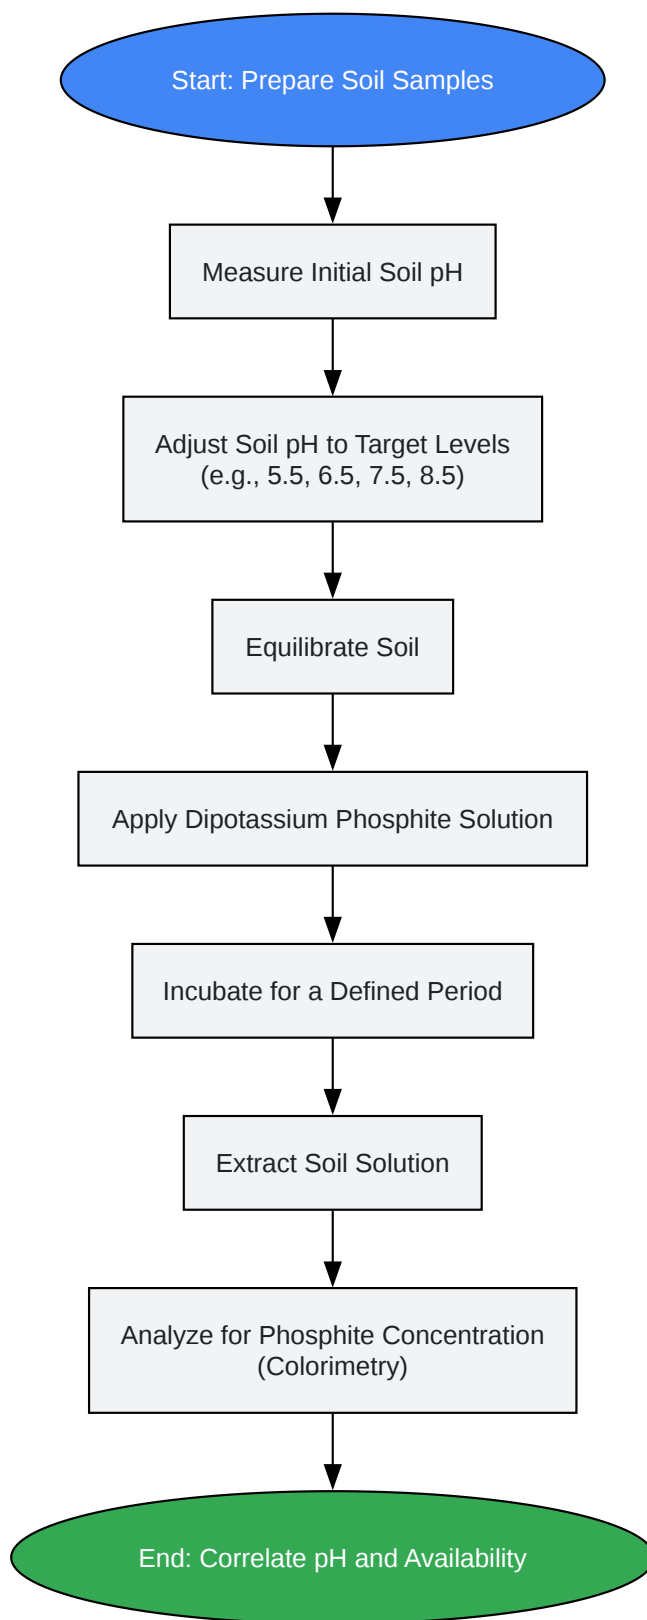 Start: Prepare Soil Samples
Measure Initial Soil pH
Adjust Soil pH to Target Levels
(e.g., 5.5, 6.5, 7.5, 8.5)
Equilibrate Soil
Apply Dipotassium Phosphite Solution
Incubate for a Defined Period
Extract Soil Solution
Analyze for Phosphite Concentration
(Colorimetry)
End: Correlate pH and Availability